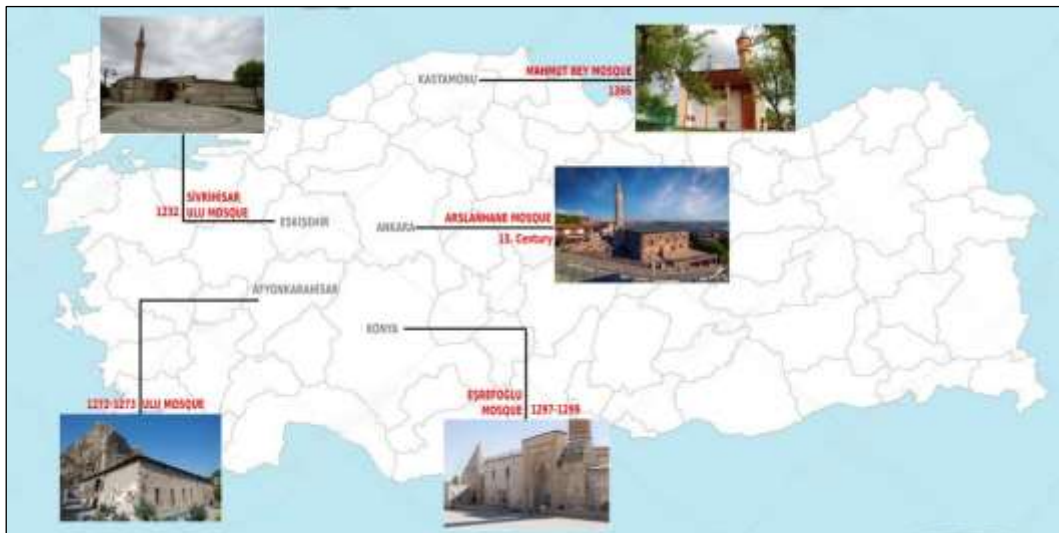 KASTAMONU
MAHMUT BEY MOSQUE
1366
SİVRİHİSAR
1232 ULU MOSQUE
ESKİŞEHİR
ANKARA
ARSLANHANE MOSQUE
13. Century
AFYONKARAHİSAR
KONYA
1272-1273 ULU MOSQUE
EŞREFOĞLU
MOSQUE 1297-1299